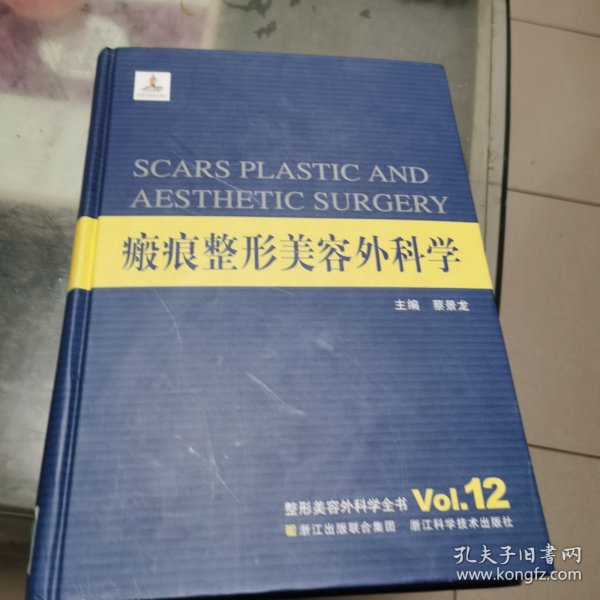 SCARS PLASTIC AND
AESTHETIC SURGERY
瘢痕整形美容外科学
主编 蔡景龙
整形美容外科学全书 Vol.12
浙江出版联合集团 浙江科学技术出版社
孔夫子旧书网
www.kongfz.com